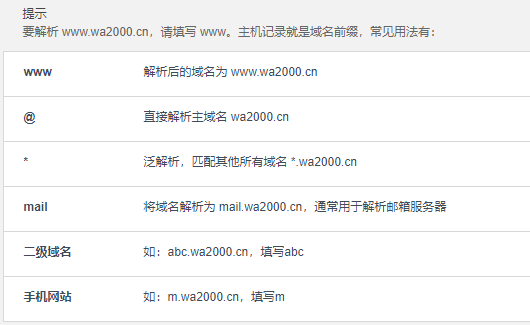 提示
要解析 www.wa2000.cn，请填写 www。主机记录就是域名前缀，常见用法有：
www 解析后的域名为 www.wa2000.cn
@ 直接解析主域名 wa2000.cn
* 泛解析，匹配其他所有域名 *.wa2000.cn
mail 将域名解析为 mail.wa2000.cn，通常用于解析邮箱服务器
二级域名 如：abc.wa2000.cn，填写abc
手机网站 如：m.wa2000.cn，填写m